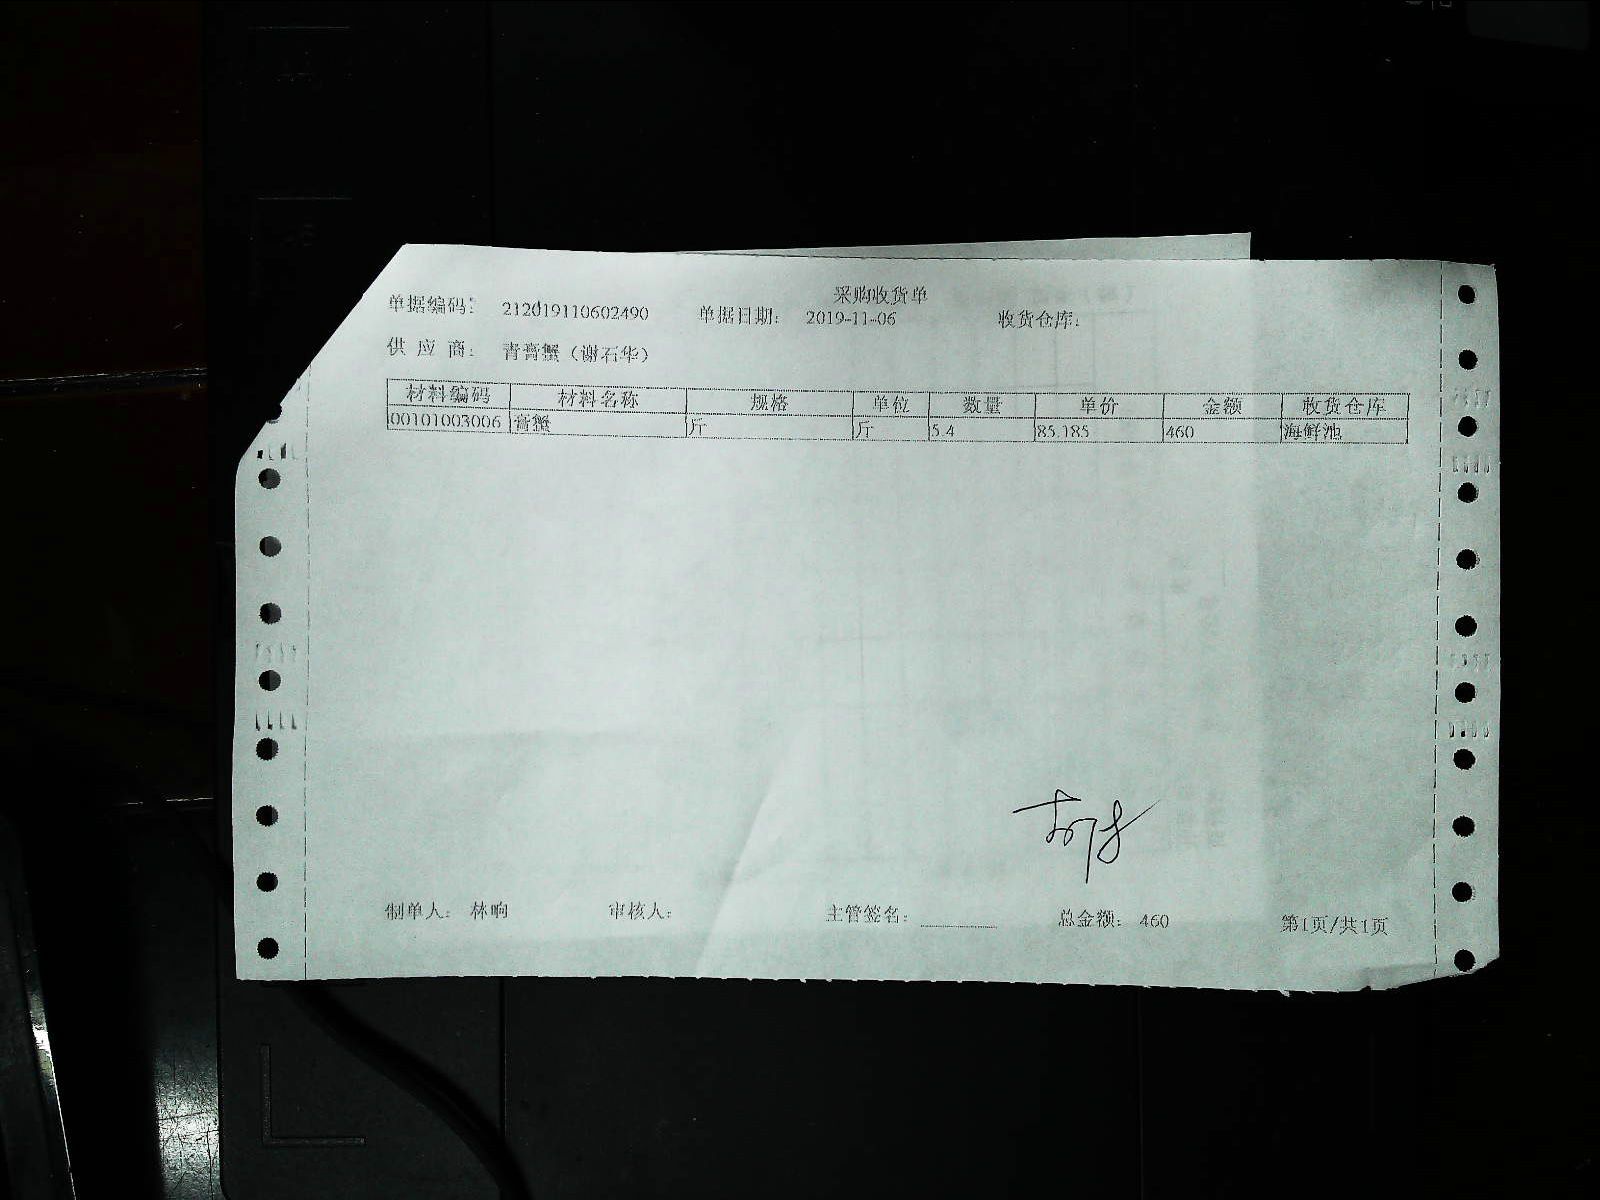 采购收货单
单据编码: 212019110602490 单据日期: 2019-11-06 收货仓库:
供应商: 青膏蟹(谢石华)
材料编码 材料名称 规格 单位 数量 单价 金额 收货仓库
00101003006 膏蟹 斤 斤 5.4 85.185 460 海鲜池
制单人: 林响 审核人: 主管签名: 总金额: 460 第1页/共1页